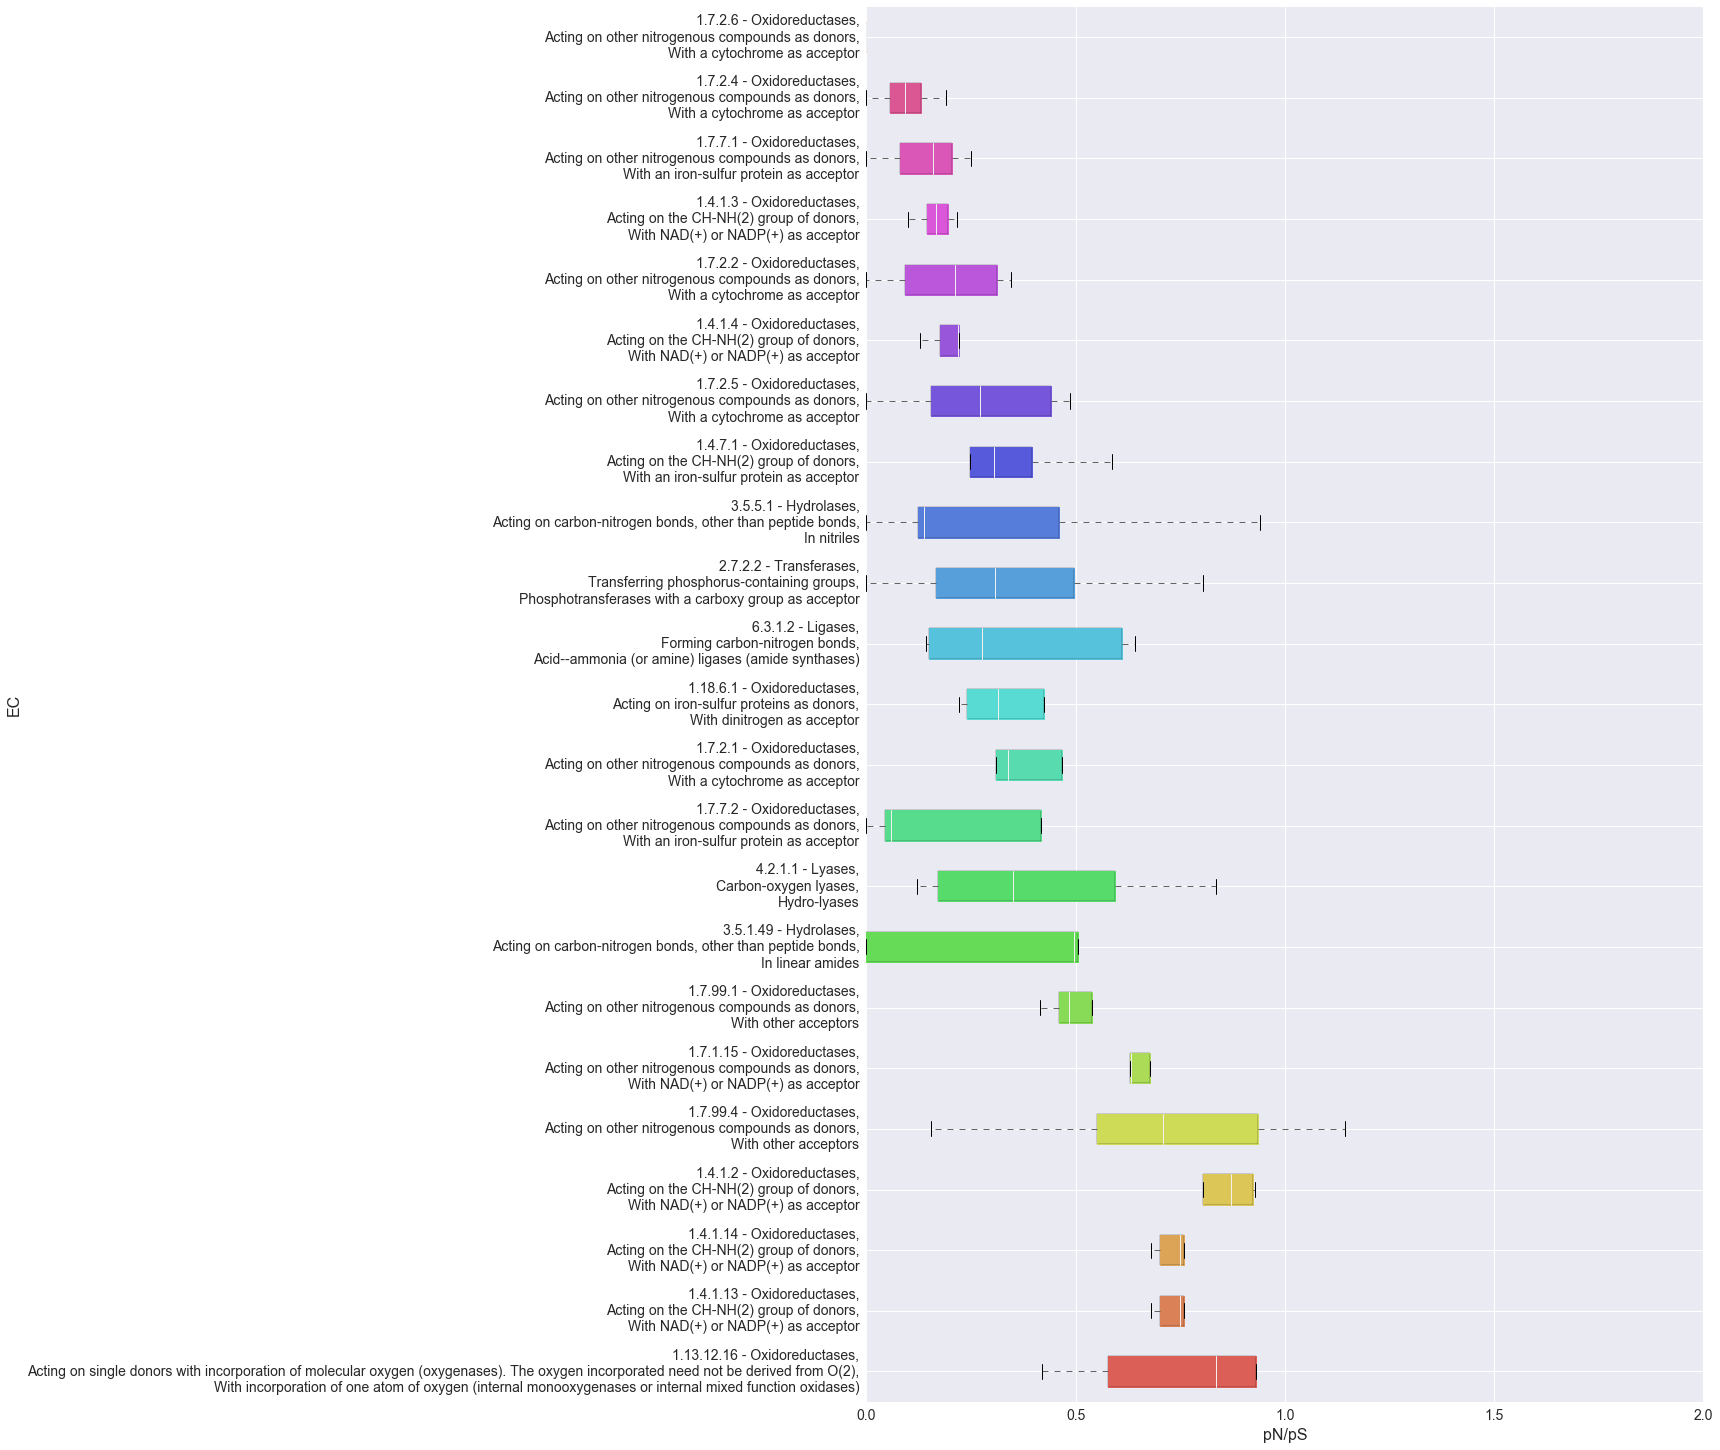 1.7.2.6 - Oxidoreductases,
Acting on other nitrogenous compounds as donors,
With a cytochrome as acceptor
1.7.2.4 - Oxidoreductases,
Acting on other nitrogenous compounds as donors,
With a cytochrome as acceptor
1.7.7.1 - Oxidoreductases,
Acting on other nitrogenous compounds as donors,
With an iron-sulfur protein as acceptor
1.4.1.3 - Oxidoreductases,
Acting on the CH-NH(2) group of donors,
With NAD(+) or NADP(+) as acceptor
1.7.2.2 - Oxidoreductases,
Acting on other nitrogenous compounds as donors,
With a cytochrome as acceptor
1.4.1.4 - Oxidoreductases,
Acting on the CH-NH(2) group of donors,
With NAD(+) or NADP(+) as acceptor
1.7.2.5 - Oxidoreductases,
Acting on other nitrogenous compounds as donors,
With a cytochrome as acceptor
1.4.7.1 - Oxidoreductases,
Acting on the CH-NH(2) group of donors,
With an iron-sulfur protein as acceptor
3.5.5.1 - Hydrolases,
Acting on carbon-nitrogen bonds, other than peptide bonds,
In nitriles
2.7.2.2 - Transferases,
Transferring phosphorus-containing groups,
Phosphotransferases with a carboxy group as acceptor
6.3.1.2 - Ligases,
Forming carbon-nitrogen bonds,
Acid--ammonia (or amine) ligases (amide synthases)
1.18.6.1 - Oxidoreductases,
Acting on iron-sulfur proteins as donors,
With dinitrogen as acceptor
1.7.2.1 - Oxidoreductases,
Acting on other nitrogenous compounds as donors,
With a cytochrome as acceptor
1.7.7.2 - Oxidoreductases,
Acting on other nitrogenous compounds as donors,
With an iron-sulfur protein as acceptor
4.2.1.1 - Lyases,
Carbon-oxygen lyases,
Hydro-lyases
3.5.1.49 - Hydrolases,
Acting on carbon-nitrogen bonds, other than peptide bonds,
In linear amides
1.7.99.1 - Oxidoreductases,
Acting on other nitrogenous compounds as donors,
With other acceptors
1.7.1.15 - Oxidoreductases,
Acting on other nitrogenous compounds as donors,
With NAD(+) or NADP(+) as acceptor
1.7.99.4 - Oxidoreductases,
Acting on other nitrogenous compounds as donors,
With other acceptors
1.4.1.2 - Oxidoreductases,
Acting on the CH-NH(2) group of donors,
With NAD(+) or NADP(+) as acceptor
1.4.1.14 - Oxidoreductases,
Acting on the CH-NH(2) group of donors,
With NAD(+) or NADP(+) as acceptor
1.4.1.13 - Oxidoreductases,
Acting on the CH-NH(2) group of donors,
With NAD(+) or NADP(+) as acceptor
1.13.12.16 - Oxidoreductases,
Acting on single donors with incorporation of molecular oxygen (oxygenases). The oxygen incorporated need not be derived from O(2),
With incorporation of one atom of oxygen (internal monooxygenases or internal mixed function oxidases)
EC
0.0 0.5 1.0 1.5 2.0
pN/pS